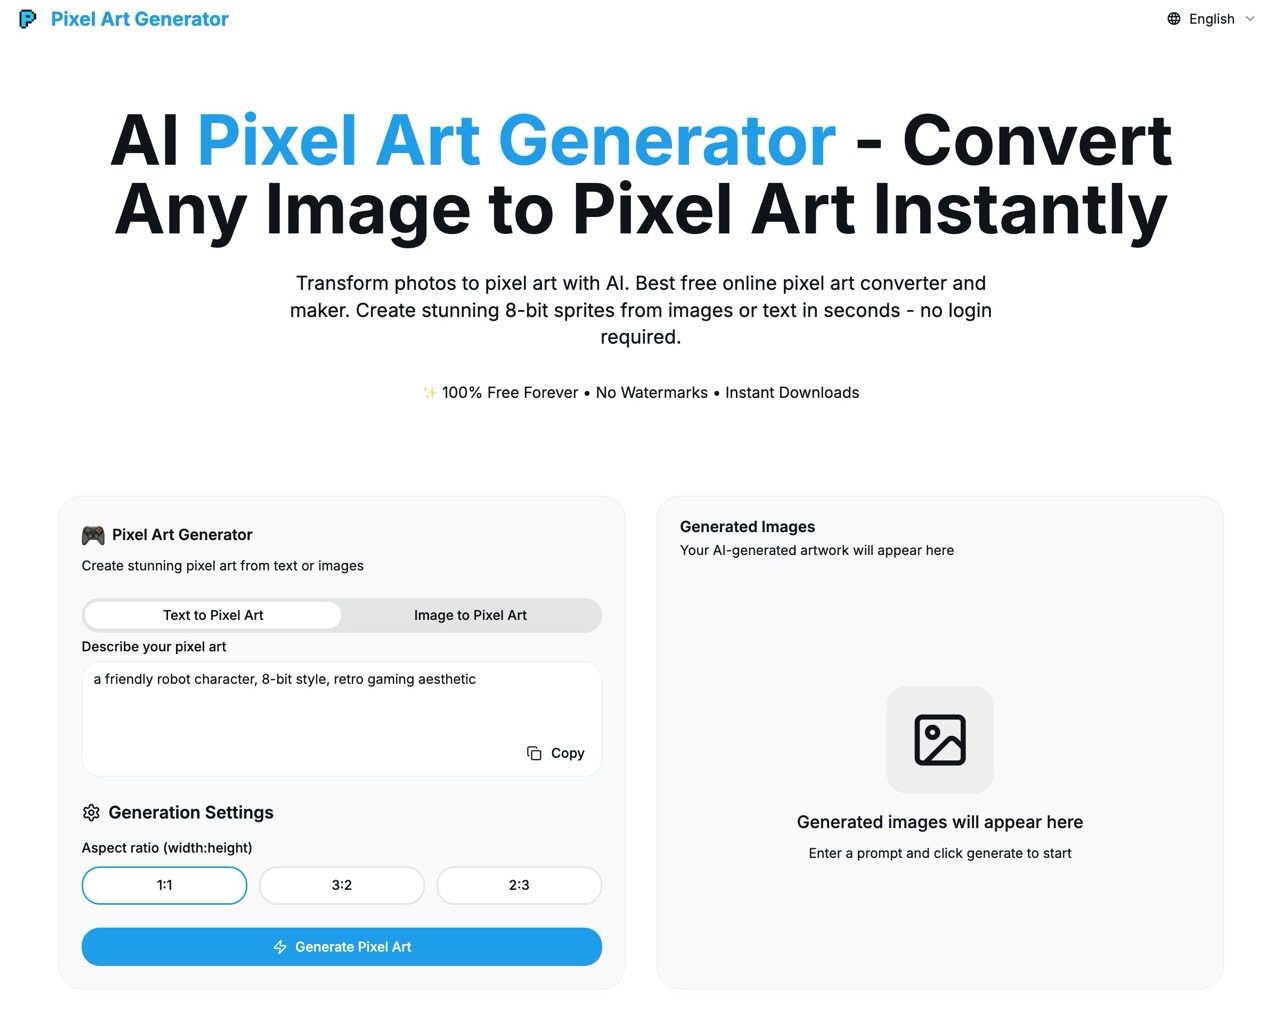 Pixel Art Generator
English
AI Pixel Art Generator - Convert
Any Image to Pixel Art Instantly
Transform photos to pixel art with AI. Best free online pixel art converter and
maker. Create stunning 8-bit sprites from images or text in seconds - no login
required.
✨ 100% Free Forever • No Watermarks • Instant Downloads
🎮 Pixel Art Generator
Create stunning pixel art from text or images
Text to Pixel Art
Image to Pixel Art
Describe your pixel art
a friendly robot character, 8-bit style, retro gaming aesthetic
Copy
Generation Settings
Aspect ratio (width:height)
1:1
3:2
2:3
Generate Pixel Art
Generated Images
Your AI-generated artwork will appear here
Generated images will appear here
Enter a prompt and click generate to start